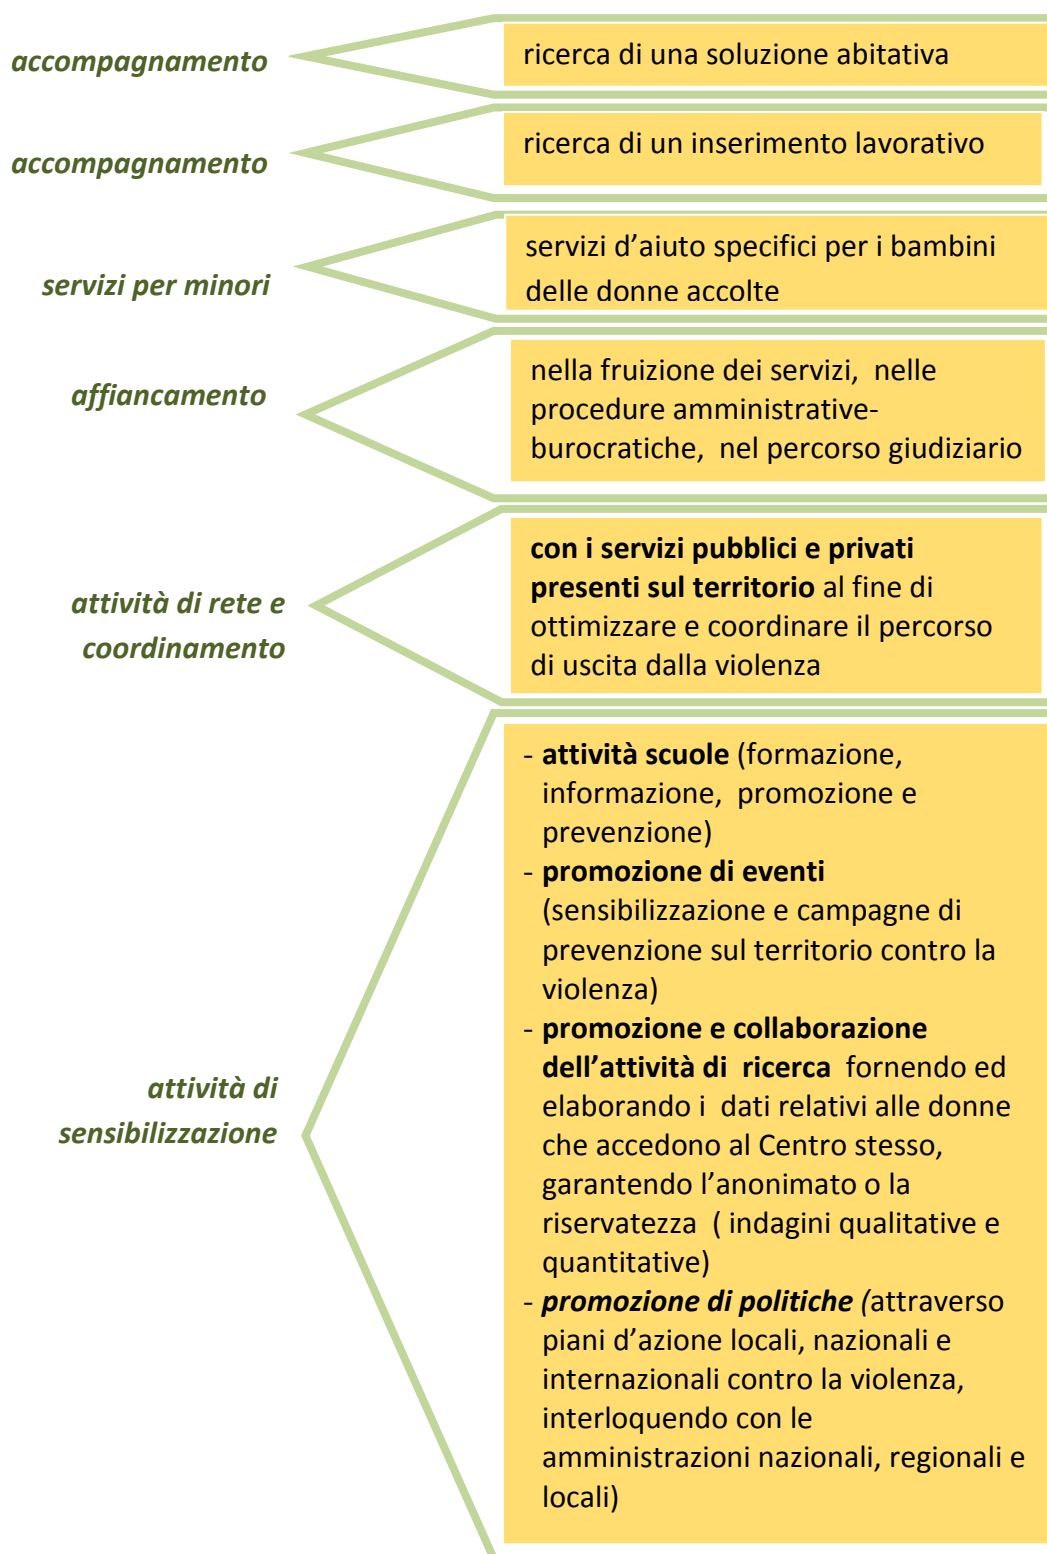 accompagnamento
ricerca di una soluzione abitativa
accompagnamento
ricerca di un inserimento lavorativo
servizi per minori
servizi d’aiuto specifici per i bambini
delle donne accolte
affiancamento
nella fruizione dei servizi,  nelle
procedure amministrative-
burocratiche,  nel percorso giudiziario
attività di rete e
coordinamento
con i servizi pubblici e privati
presenti sul territorio al fine di
ottimizzare e coordinare il percorso
di uscita dalla violenza
attività di
sensibilizzazione
- attività scuole (formazione,
informazione,  promozione e
prevenzione)
- promozione di eventi
(sensibilizzazione e campagne di
prevenzione sul territorio contro la
violenza)
- promozione e collaborazione
dell’attività di  ricerca  fornendo ed
elaborando i  dati relativi alle donne
che accedono al Centro stesso,
garantendo l’anonimato o la
riservatezza  ( indagini qualitative e
quantitative)
- promozione di politiche (attraverso
piani d’azione locali, nazionali e
internazionali contro la violenza,
interloquendo con le
amministrazioni nazionali, regionali e
locali)